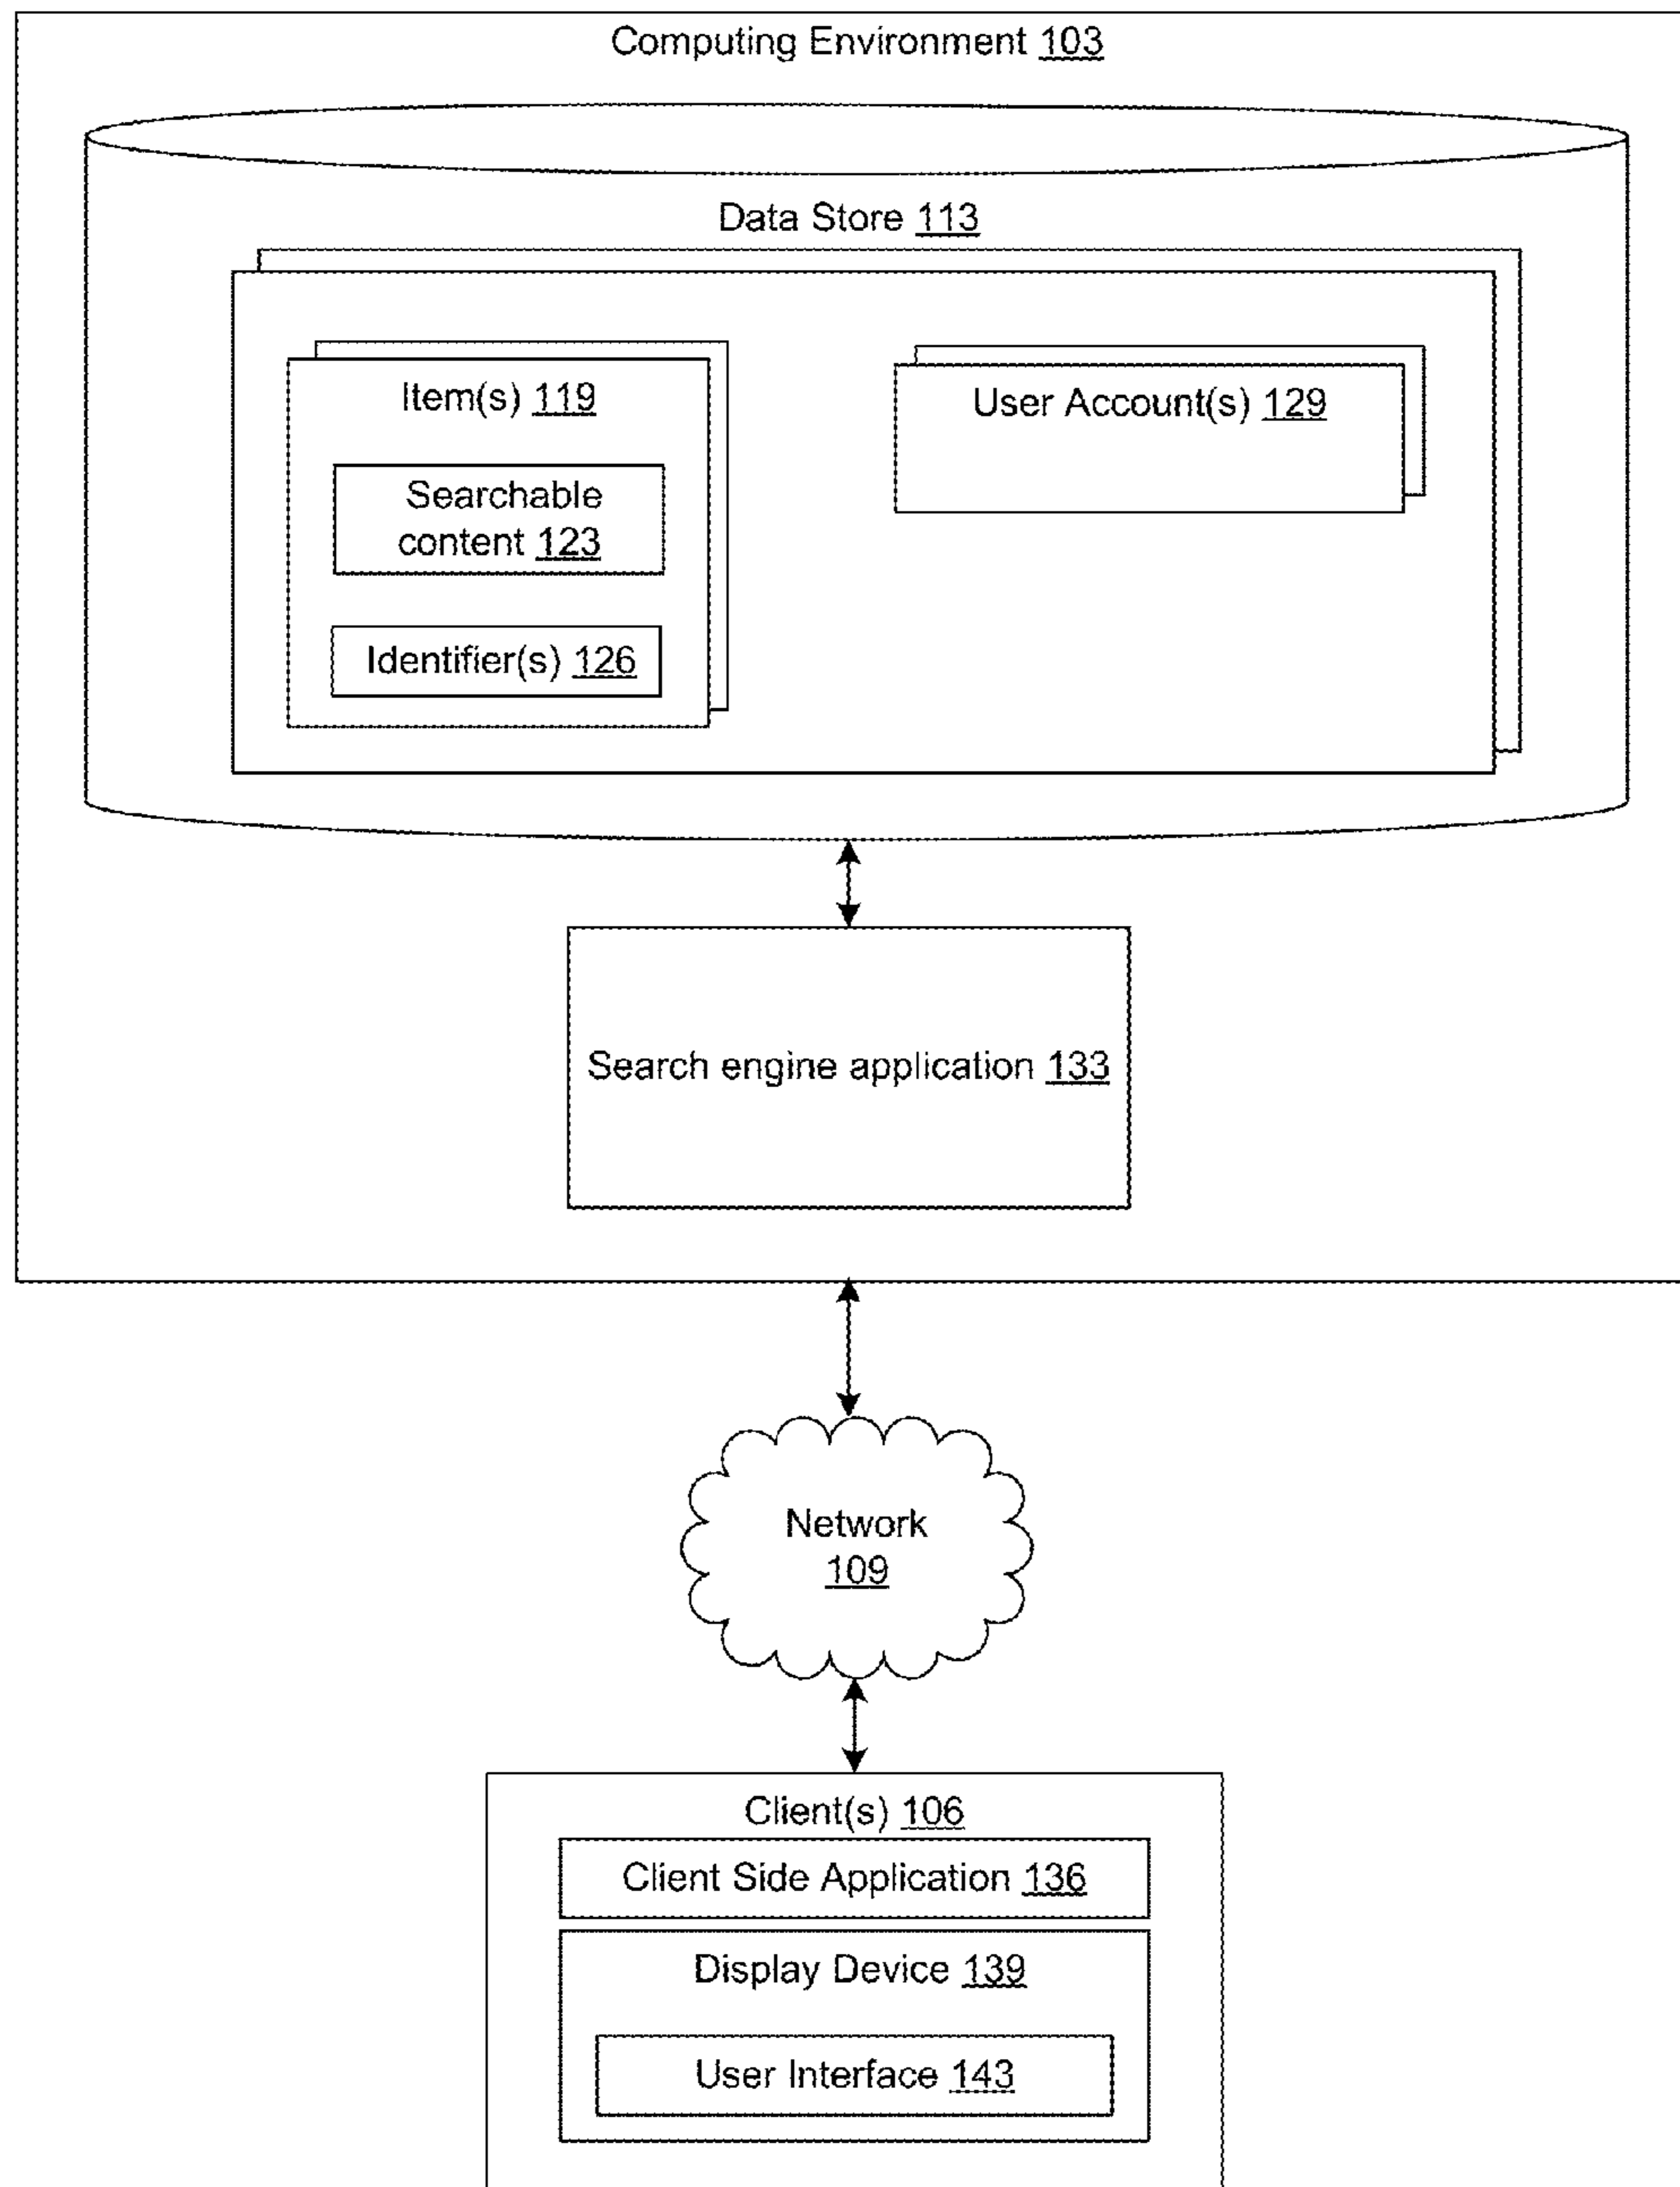 Computing Environment 103
Data Store 113
Item(s) 119
Searchable
content 123
Identifier(s) 126
User Account(s) 129
Search engine application 133
Network
109
Client(s) 106
Client Side Application 136
Display Device 139
User Interface 143